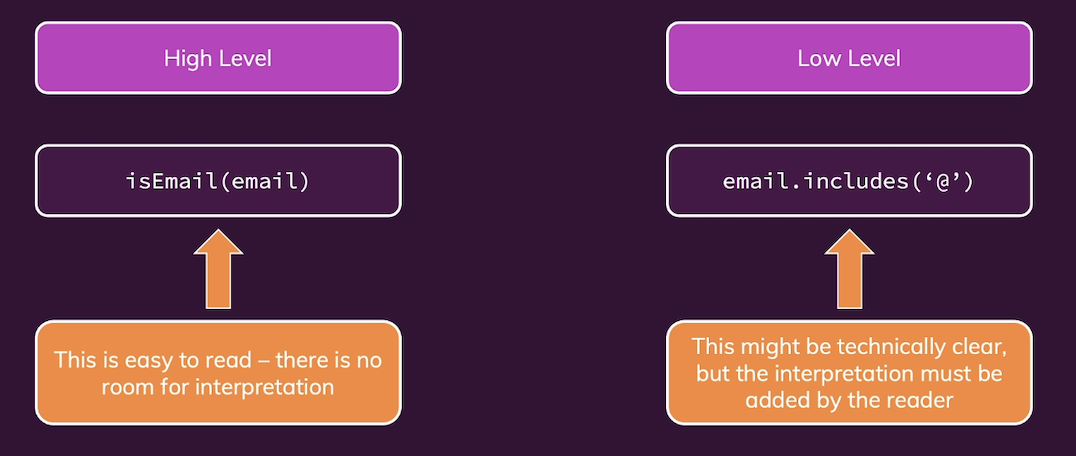 High Level
Low Level
isEmail(email)
email.includes(‘@’)
This is easy to read – there is no
room for interpretation
This might be technically clear,
but the interpretation must be
added by the reader